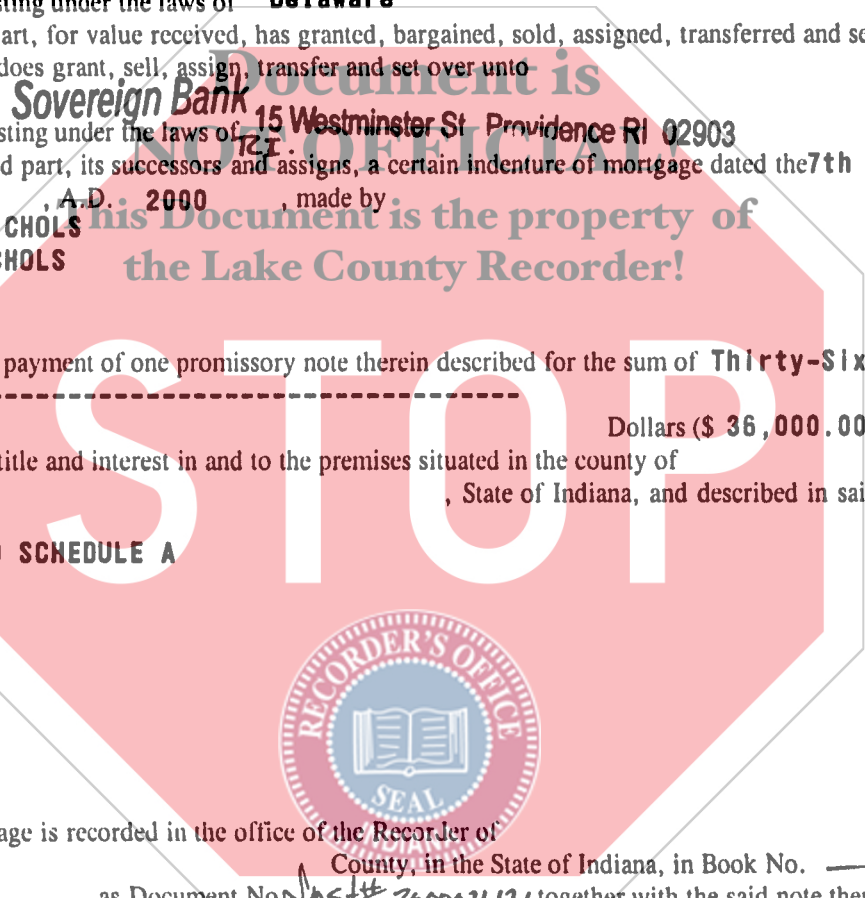 sting under the laws of Delaware
art, for value received, has granted, bargained, sold, assigned, transferred and se
does grant, sell, assign, transfer and set over unto
Document is
Sovereign Bank
15 Westminster St Providence RI 02903
sting under the laws of RI.
NOT OFFICIAL!
d part, its successors and assigns, a certain indenture of mortgage dated the 7th
, A.D. 2000 , made by
CHOLS
This Document is the property of
CHOLS
the Lake County Recorder!
payment of one promissory note therein described for the sum of Thirty-Six
Dollars ($ 36,000.00
title and interest in and to the premises situated in the county of
, State of Indiana, and described in sai
STOP
SCHEDULE A
RECORDER'S OFFICE
SEAL
INDIANA
age is recorded in the office of the Recorder of
County, in the State of Indiana, in Book No.
as Document No together with the said note ther